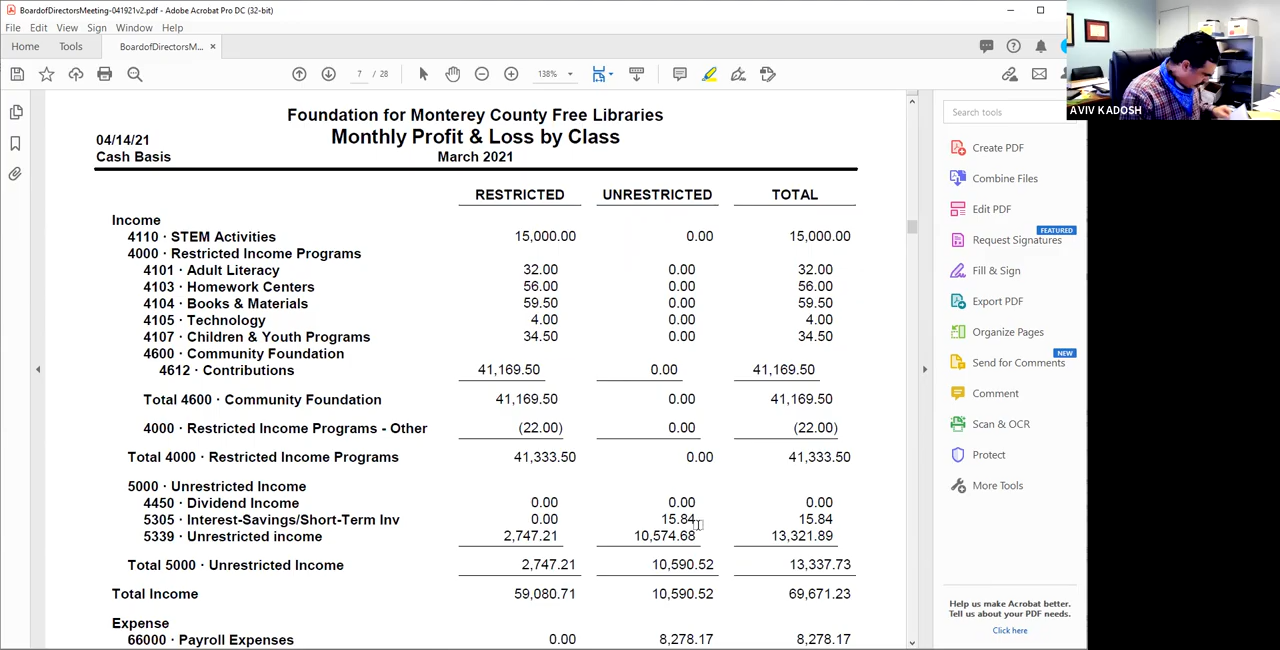 BoardofDirectorsMeeting-041921v2.pdf - Adobe Acrobat Pro DC (32-bit)
File Edit View Sign Window Help
Home Tools BoardofDirectorsM... ×
7 / 28 138%
Foundation for Monterey County Free Libraries
04/14/21 Monthly Profit & Loss by Class
Cash Basis March 2021
RESTRICTED UNRESTRICTED TOTAL
Income
4110 · STEM Activities 15,000.00 0.00 15,000.00
4000 · Restricted Income Programs
4101 · Adult Literacy 32.00 0.00 32.00
4103 · Homework Centers 56.00 0.00 56.00
4104 · Books & Materials 59.50 0.00 59.50
4105 · Technology 4.00 0.00 4.00
4107 · Children & Youth Programs 34.50 0.00 34.50
4600 · Community Foundation
4612 · Contributions 41,169.50 0.00 41,169.50
Total 4600 · Community Foundation 41,169.50 0.00 41,169.50
4000 · Restricted Income Programs - Other (22.00) 0.00 (22.00)
Total 4000 · Restricted Income Programs 41,333.50 0.00 41,333.50
5000 · Unrestricted Income
4450 · Dividend Income 0.00 0.00 0.00
5305 · Interest-Savings/Short-Term Inv 0.00 15.84 15.84
5339 · Unrestricted income 2,747.21 10,574.68 13,321.89
Total 5000 · Unrestricted Income 2,747.21 10,590.52 13,337.73
Total Income 59,080.71 10,590.52 69,671.23
Expense
66000 · Payroll Expenses 0.00 8,278.17 8,278.17
AVIV KADOSH
Search tools
Create PDF
Combine Files
Edit PDF
FEATURED
Request Signatures
Fill & Sign
Export PDF
Organize Pages
NEW
Send for Comments
Comment
Scan & OCR
Protect
More Tools
Help us make Acrobat better.
Tell us about your PDF needs.
Click here